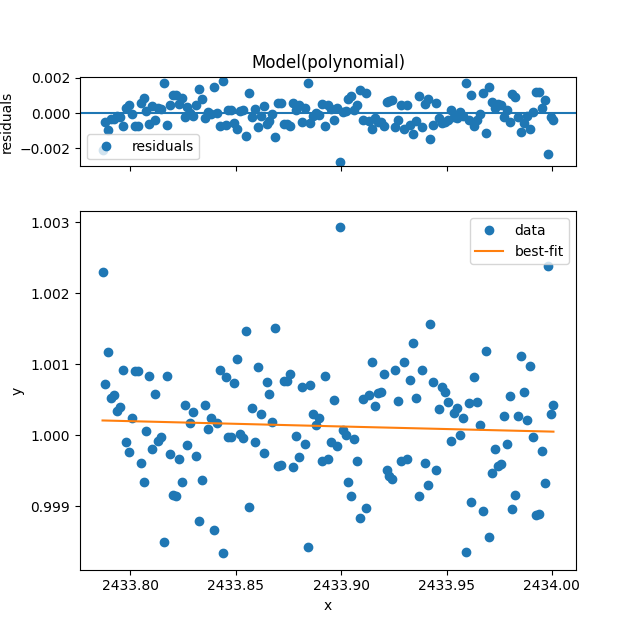 Model(polynomial)
0.002
0.000
−0.002
residuals
residuals
1.003
1.002
1.001
1.000
0.999
y
data
best-fit
2433.80 2433.85 2433.90 2433.95 2434.00
x